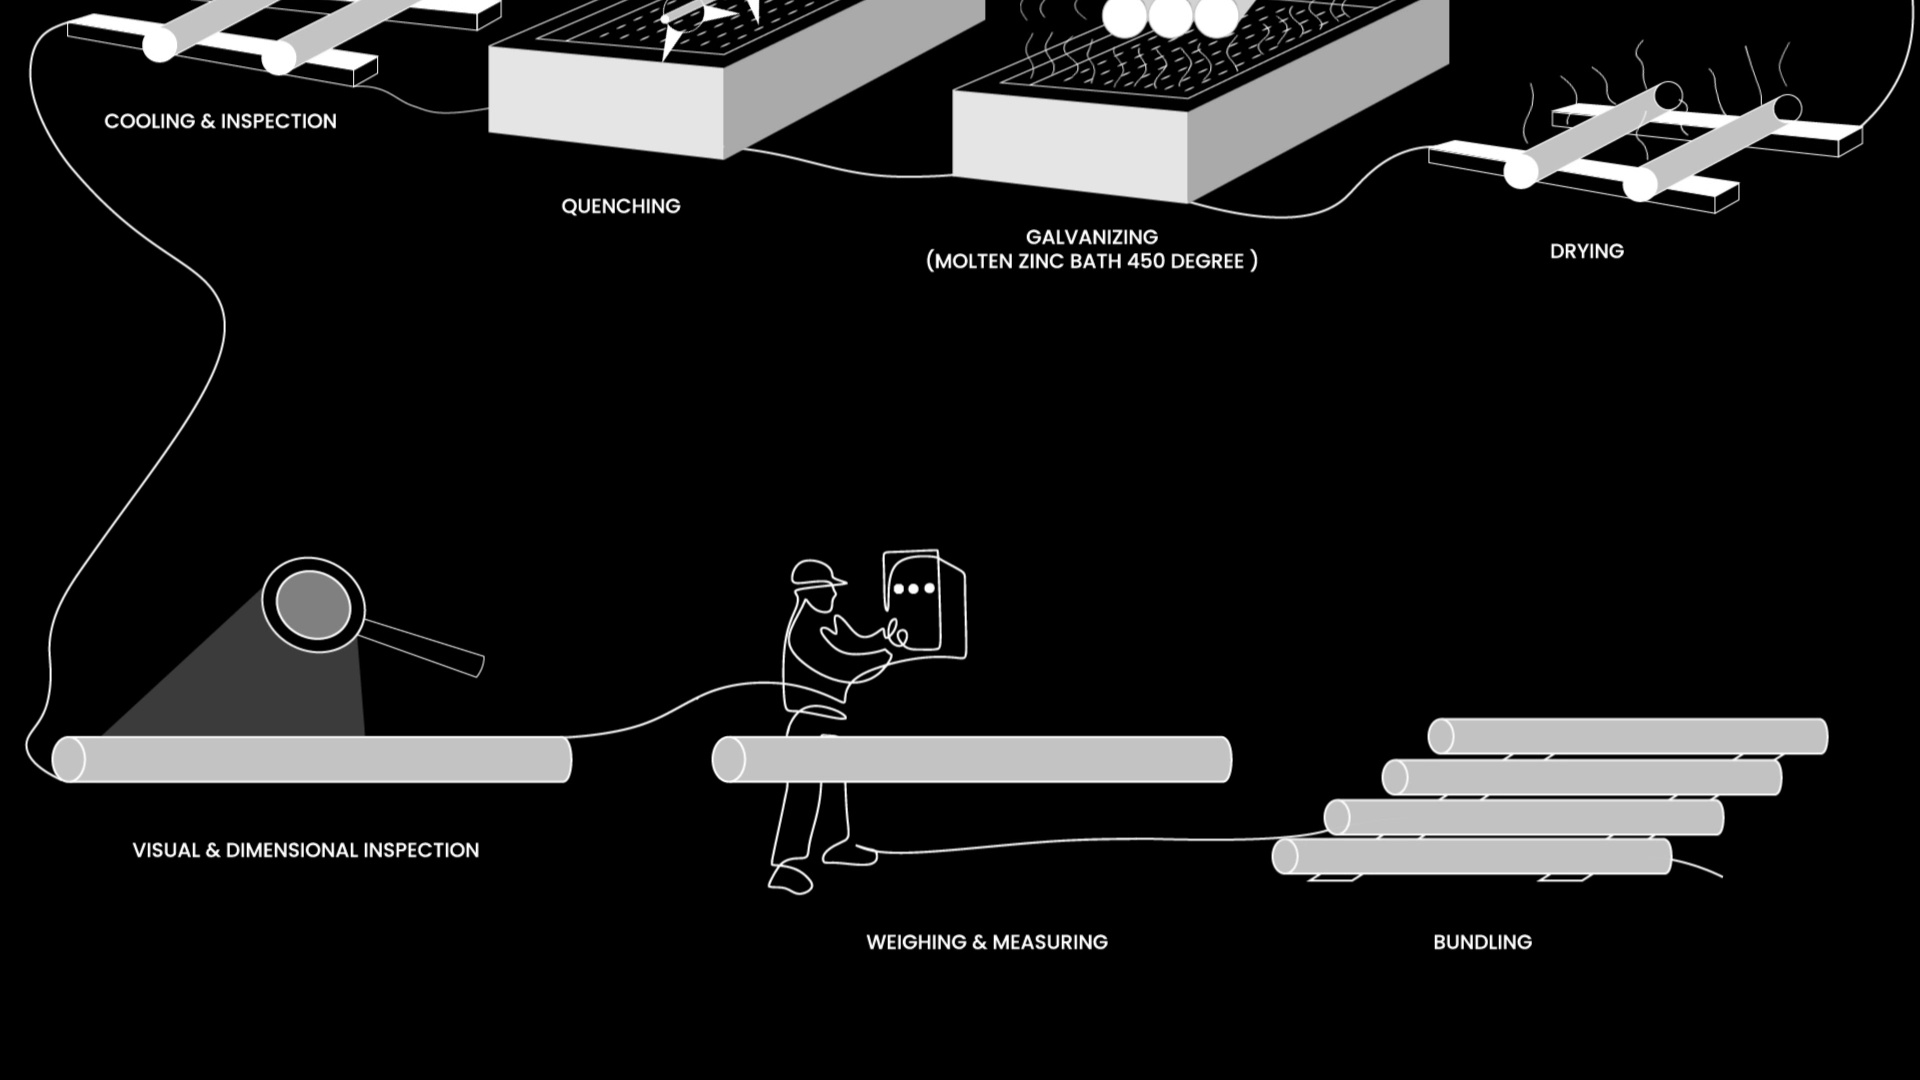 COOLING & INSPECTION
QUENCHING
GALVANIZING
(MOLTEN ZINC BATH 450 DEGREE )
DRYING
VISUAL & DIMENSIONAL INSPECTION
WEIGHING & MEASURING
BUNDLING